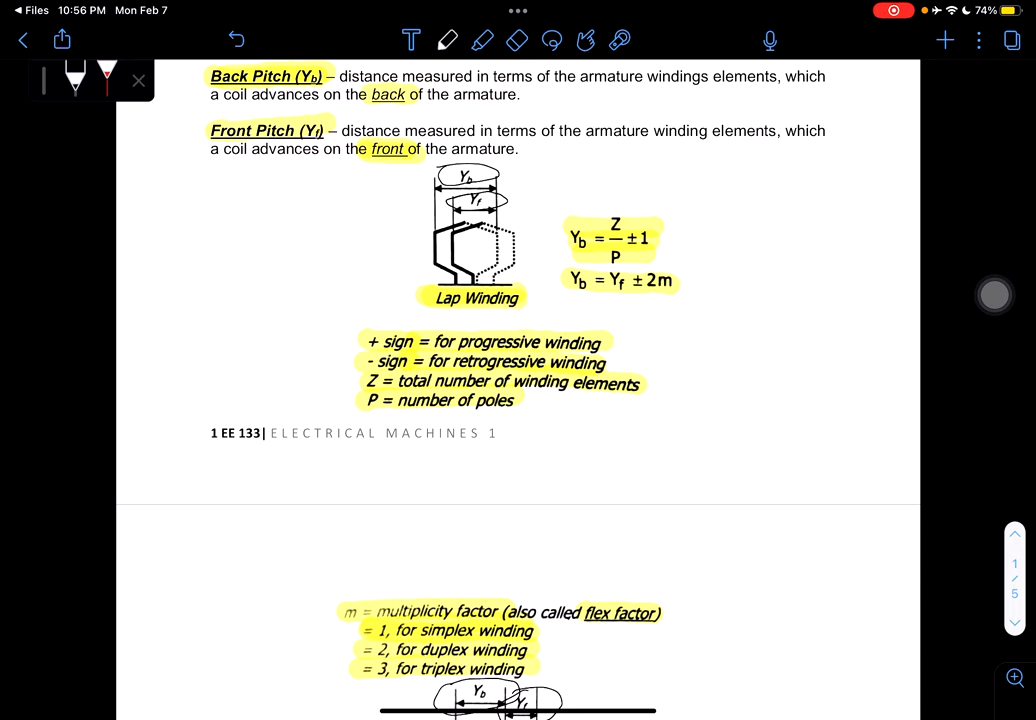 Files 10:56 PM Mon Feb 7
74%
Back Pitch (Yb) – distance measured in terms of the armature windings elements, which
a coil advances on the back of the armature.
Front Pitch (Yf) – distance measured in terms of the armature winding elements, which
a coil advances on the front of the armature.
Yb
Yf
Yb = Z/P ± 1
Yb = Yf ± 2m
Lap Winding
+ sign = for progressive winding
- sign = for retrogressive winding
Z = total number of winding elements
P = number of poles
1 EE 133| ELECTRICAL MACHINES 1
1
/
5
m = multiplicity factor (also called flex factor)
= 1, for simplex winding
= 2, for duplex winding
= 3, for triplex winding
Yb
Yf